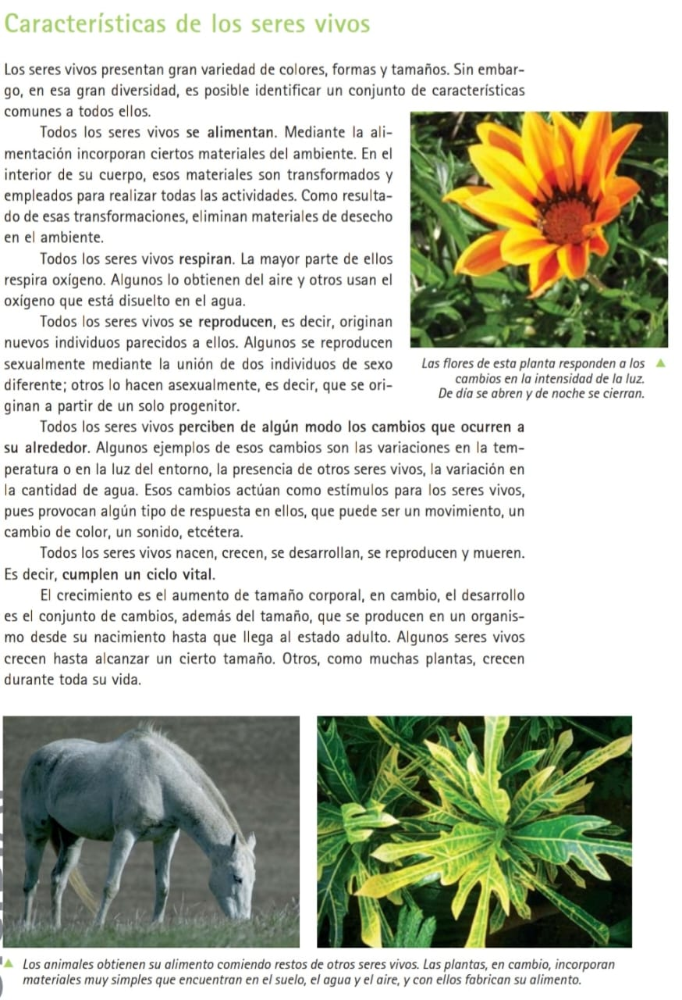 Características de los seres vivos
Los seres vivos presentan gran variedad de colores, formas y tamaños. Sin embar-
go, en esa gran diversidad, es posible identificar un conjunto de características
comunes a todos ellos.
Todos los seres vivos se alimentan. Mediante la ali-
mentación incorporan ciertos materiales del ambiente. En el
interior de su cuerpo, esos materiales son transformados y
empleados para realizar todas las actividades. Como resulta-
do de esas transformaciones, eliminan materiales de desecho
en el ambiente.
Todos los seres vivos respiran. La mayor parte de ellos
respira oxígeno. Algunos lo obtienen del aire y otros usan el
oxígeno que está disuelto en el agua.
Todos los seres vivos se reproducen, es decir, originan
nuevos individuos parecidos a ellos. Algunos se reproducen
sexualmente mediante la unión de dos individuos de sexo
diferente; otros lo hacen asexualmente, es decir, que se ori-
ginan a partir de un solo progenitor.
Las flores de esta planta responden a los
cambios en la intensidad de la luz.
De día se abren y de noche se cierran.
Todos los seres vivos perciben de algún modo los cambios que ocurren a
su alrededor. Algunos ejemplos de esos cambios son las variaciones en la tem-
peratura o en la luz del entorno, la presencia de otros seres vivos, la variación en
la cantidad de agua. Esos cambios actúan como estímulos para los seres vivos,
pues provocan algún tipo de respuesta en ellos, que puede ser un movimiento, un
cambio de color, un sonido, etcétera.
Todos los seres vivos nacen, crecen, se desarrollan, se reproducen y mueren.
Es decir, cumplen un ciclo vital.
El crecimiento es el aumento de tamaño corporal, en cambio, el desarrollo
es el conjunto de cambios, además del tamaño, que se producen en un organis-
mo desde su nacimiento hasta que llega al estado adulto. Algunos seres vivos
crecen hasta alcanzar un cierto tamaño. Otros, como muchas plantas, crecen
durante toda su vida.
Los animales obtienen su alimento comiendo restos de otros seres vivos. Las plantas, en cambio, incorporan
materiales muy simples que encuentran en el suelo, el agua y el aire, y con ellos fabrican su alimento.